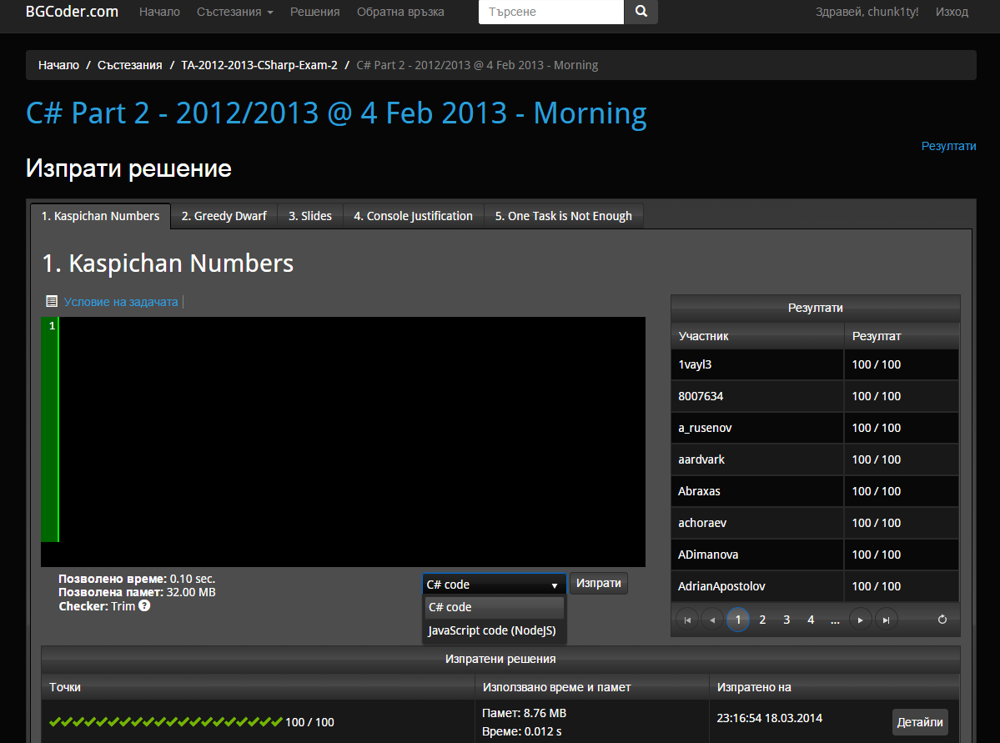 BGCoder.com Начало Състезания Решения Обратна връзка Търсене Здравей, chunk1ty! Изход
Начало / Състезания / TA-2012-2013-CSharp-Exam-2 / C# Part 2 - 2012/2013 @ 4 Feb 2013 - Morning
C# Part 2 - 2012/2013 @ 4 Feb 2013 - Morning
Резултати
Изпрати решение
1. Kaspichan Numbers 2. Greedy Dwarf 3. Slides 4. Console Justification 5. One Task is Not Enough
1. Kaspichan Numbers
Условие на задачата
1
Позволено време: 0.10 sec.
Позволена памет: 32.00 MB
Checker: Trim ?
C# code Изпрати
C# code
JavaScript code (NodeJS)
Резултати
Участник Резултат
1vayl3 100 / 100
8007634 100 / 100
a_rusenov 100 / 100
aardvark 100 / 100
Abraxas 100 / 100
achoraev 100 / 100
ADimanova 100 / 100
AdrianApostolov 100 / 100
1 2 3 4 ...
Изпратени решения
Точки Използвано време и памет Изпратено на
100 / 100 Памет: 8.76 MB 23:16:54 18.03.2014 Детайли
Време: 0.012 s